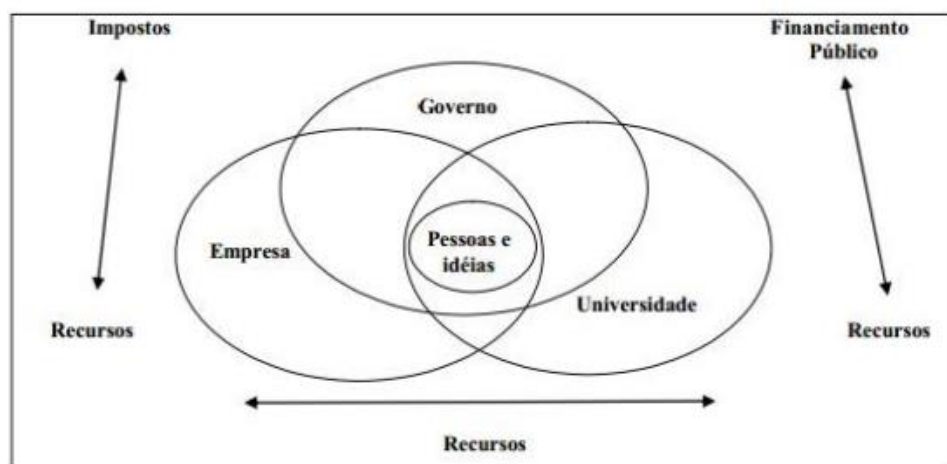 Impostos
Financiamento
Público
Governo
Empresa
Pessoas e
idéias
Universidade
Recursos
Recursos
Recursos